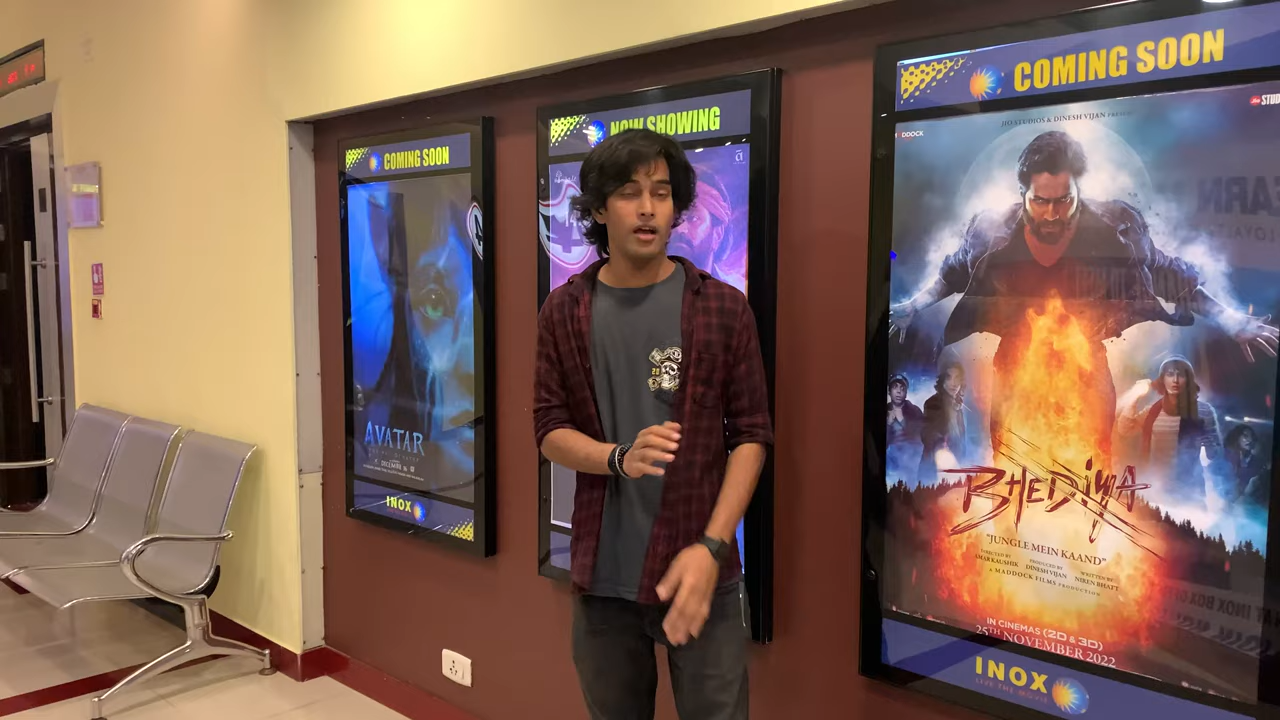 COMING SOON
AVATAR
DECEMBER
INOX
NOW SHOWING
COMING SOON
JIO STUDIOS & DINESH VIJAN PRESENT
BHEDIYA
"JUNGLE MEIN KAAND"
DIRECTED BY
AMAR KAUSHIK
PRODUCED BY
DINESH VIJAN
WRITTEN BY
NIREN BHATT
A MADDOCK FILMS PRODUCTION
IN CINEMAS (2D & 3D)
25TH NOVEMBER 2022
INOX
LIVE THE MOVIE